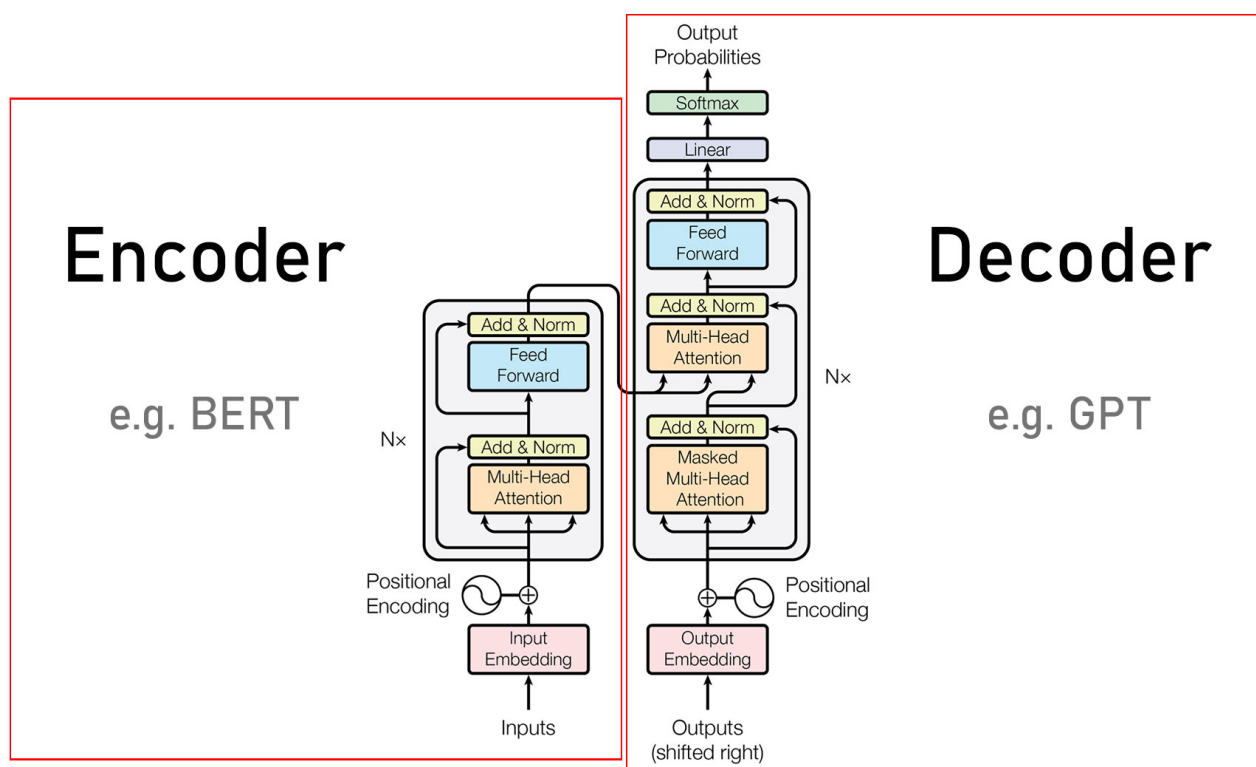 Encoder
e.g. BERT
Add & Norm
Feed
Forward
Nx
Add & Norm
Multi-Head
Attention
Positional
Encoding
+
Input
Embedding
Inputs
Output
Probabilities
Softmax
Linear
Add & Norm
Feed
Forward
Add & Norm
Multi-Head
Attention
Nx
Add & Norm
Masked
Multi-Head
Attention
+
Positional
Encoding
Output
Embedding
Outputs
(shifted right)
Decoder
e.g. GPT